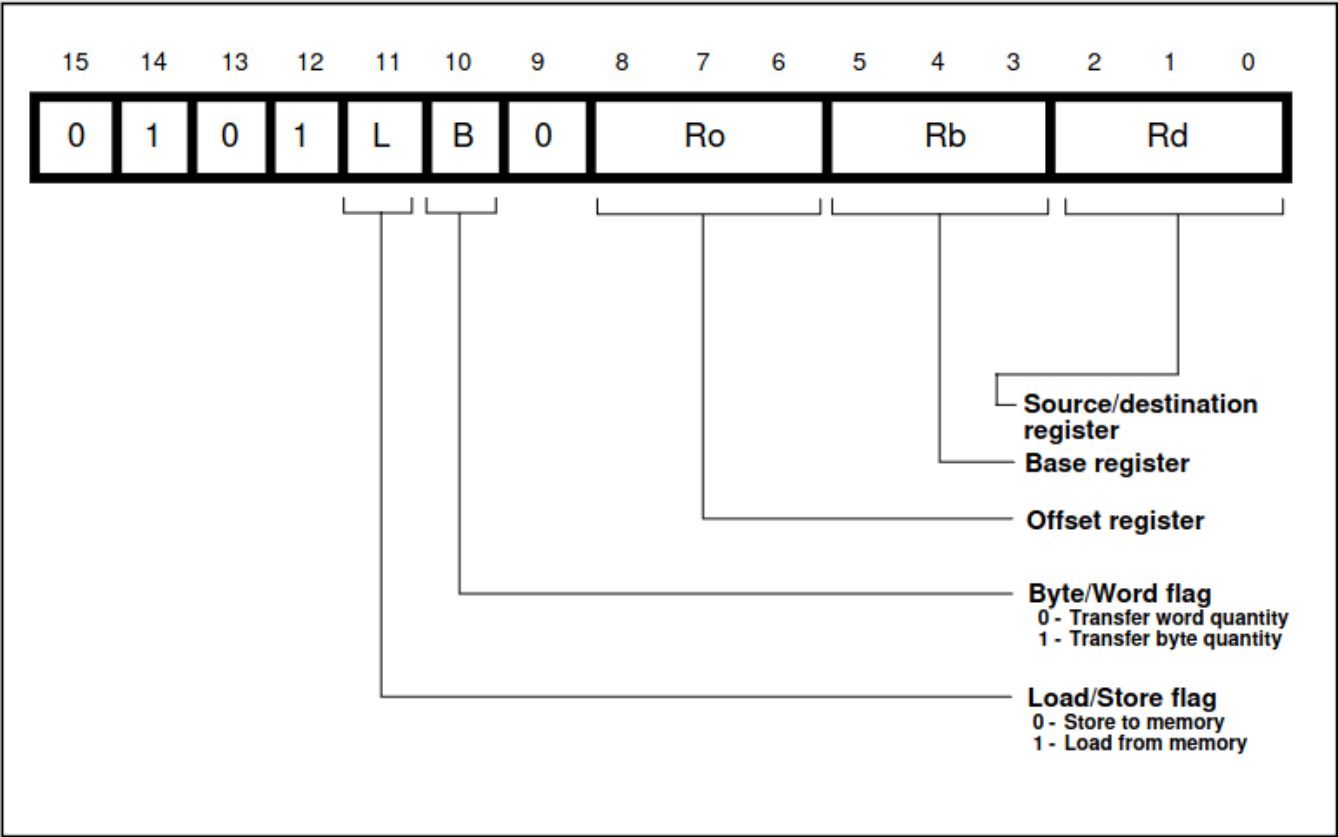 15 14 13 12 11 10 9 8 7 6 5 4 3 2 1 0
0 1 0 1 L B 0 Ro Rb Rd
Source/destination
register
Base register
Offset register
Byte/Word flag
0 - Transfer word quantity
1 - Transfer byte quantity
Load/Store flag
0 - Store to memory
1 - Load from memory